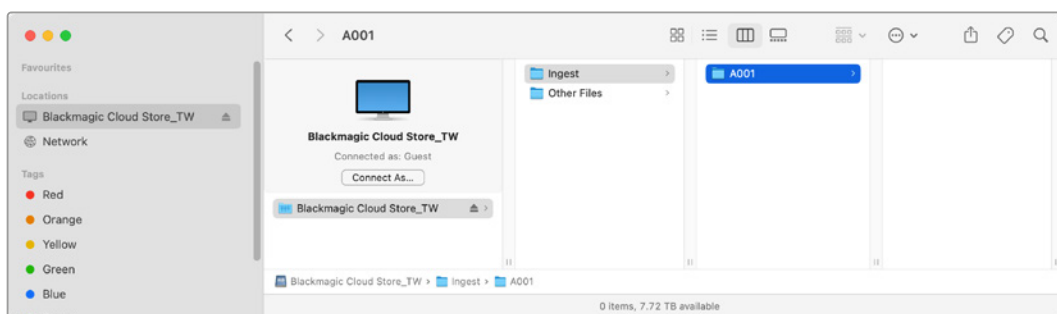 A001
Favourites
Locations
Blackmagic Cloud Store_TW
Network
Tags
Red
Orange
Yellow
Green
Blue
Blackmagic Cloud Store_TW
Connected as: Guest
Connect As...
Blackmagic Cloud Store_TW
Ingest
Other Files
A001
Blackmagic Cloud Store_TW › Ingest › A001
0 items, 7.72 TB available